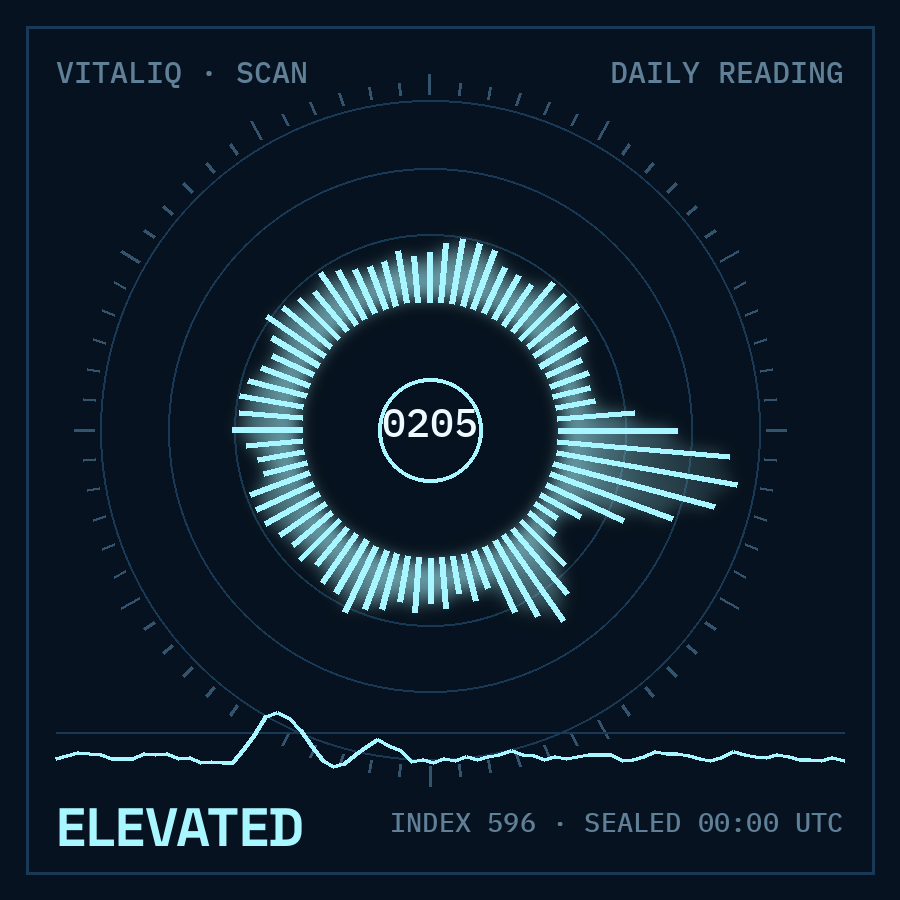 VITALIQ · SCAN
DAILY READING
0205
ELEVATED
INDEX 596 · SEALED 00:00 UTC